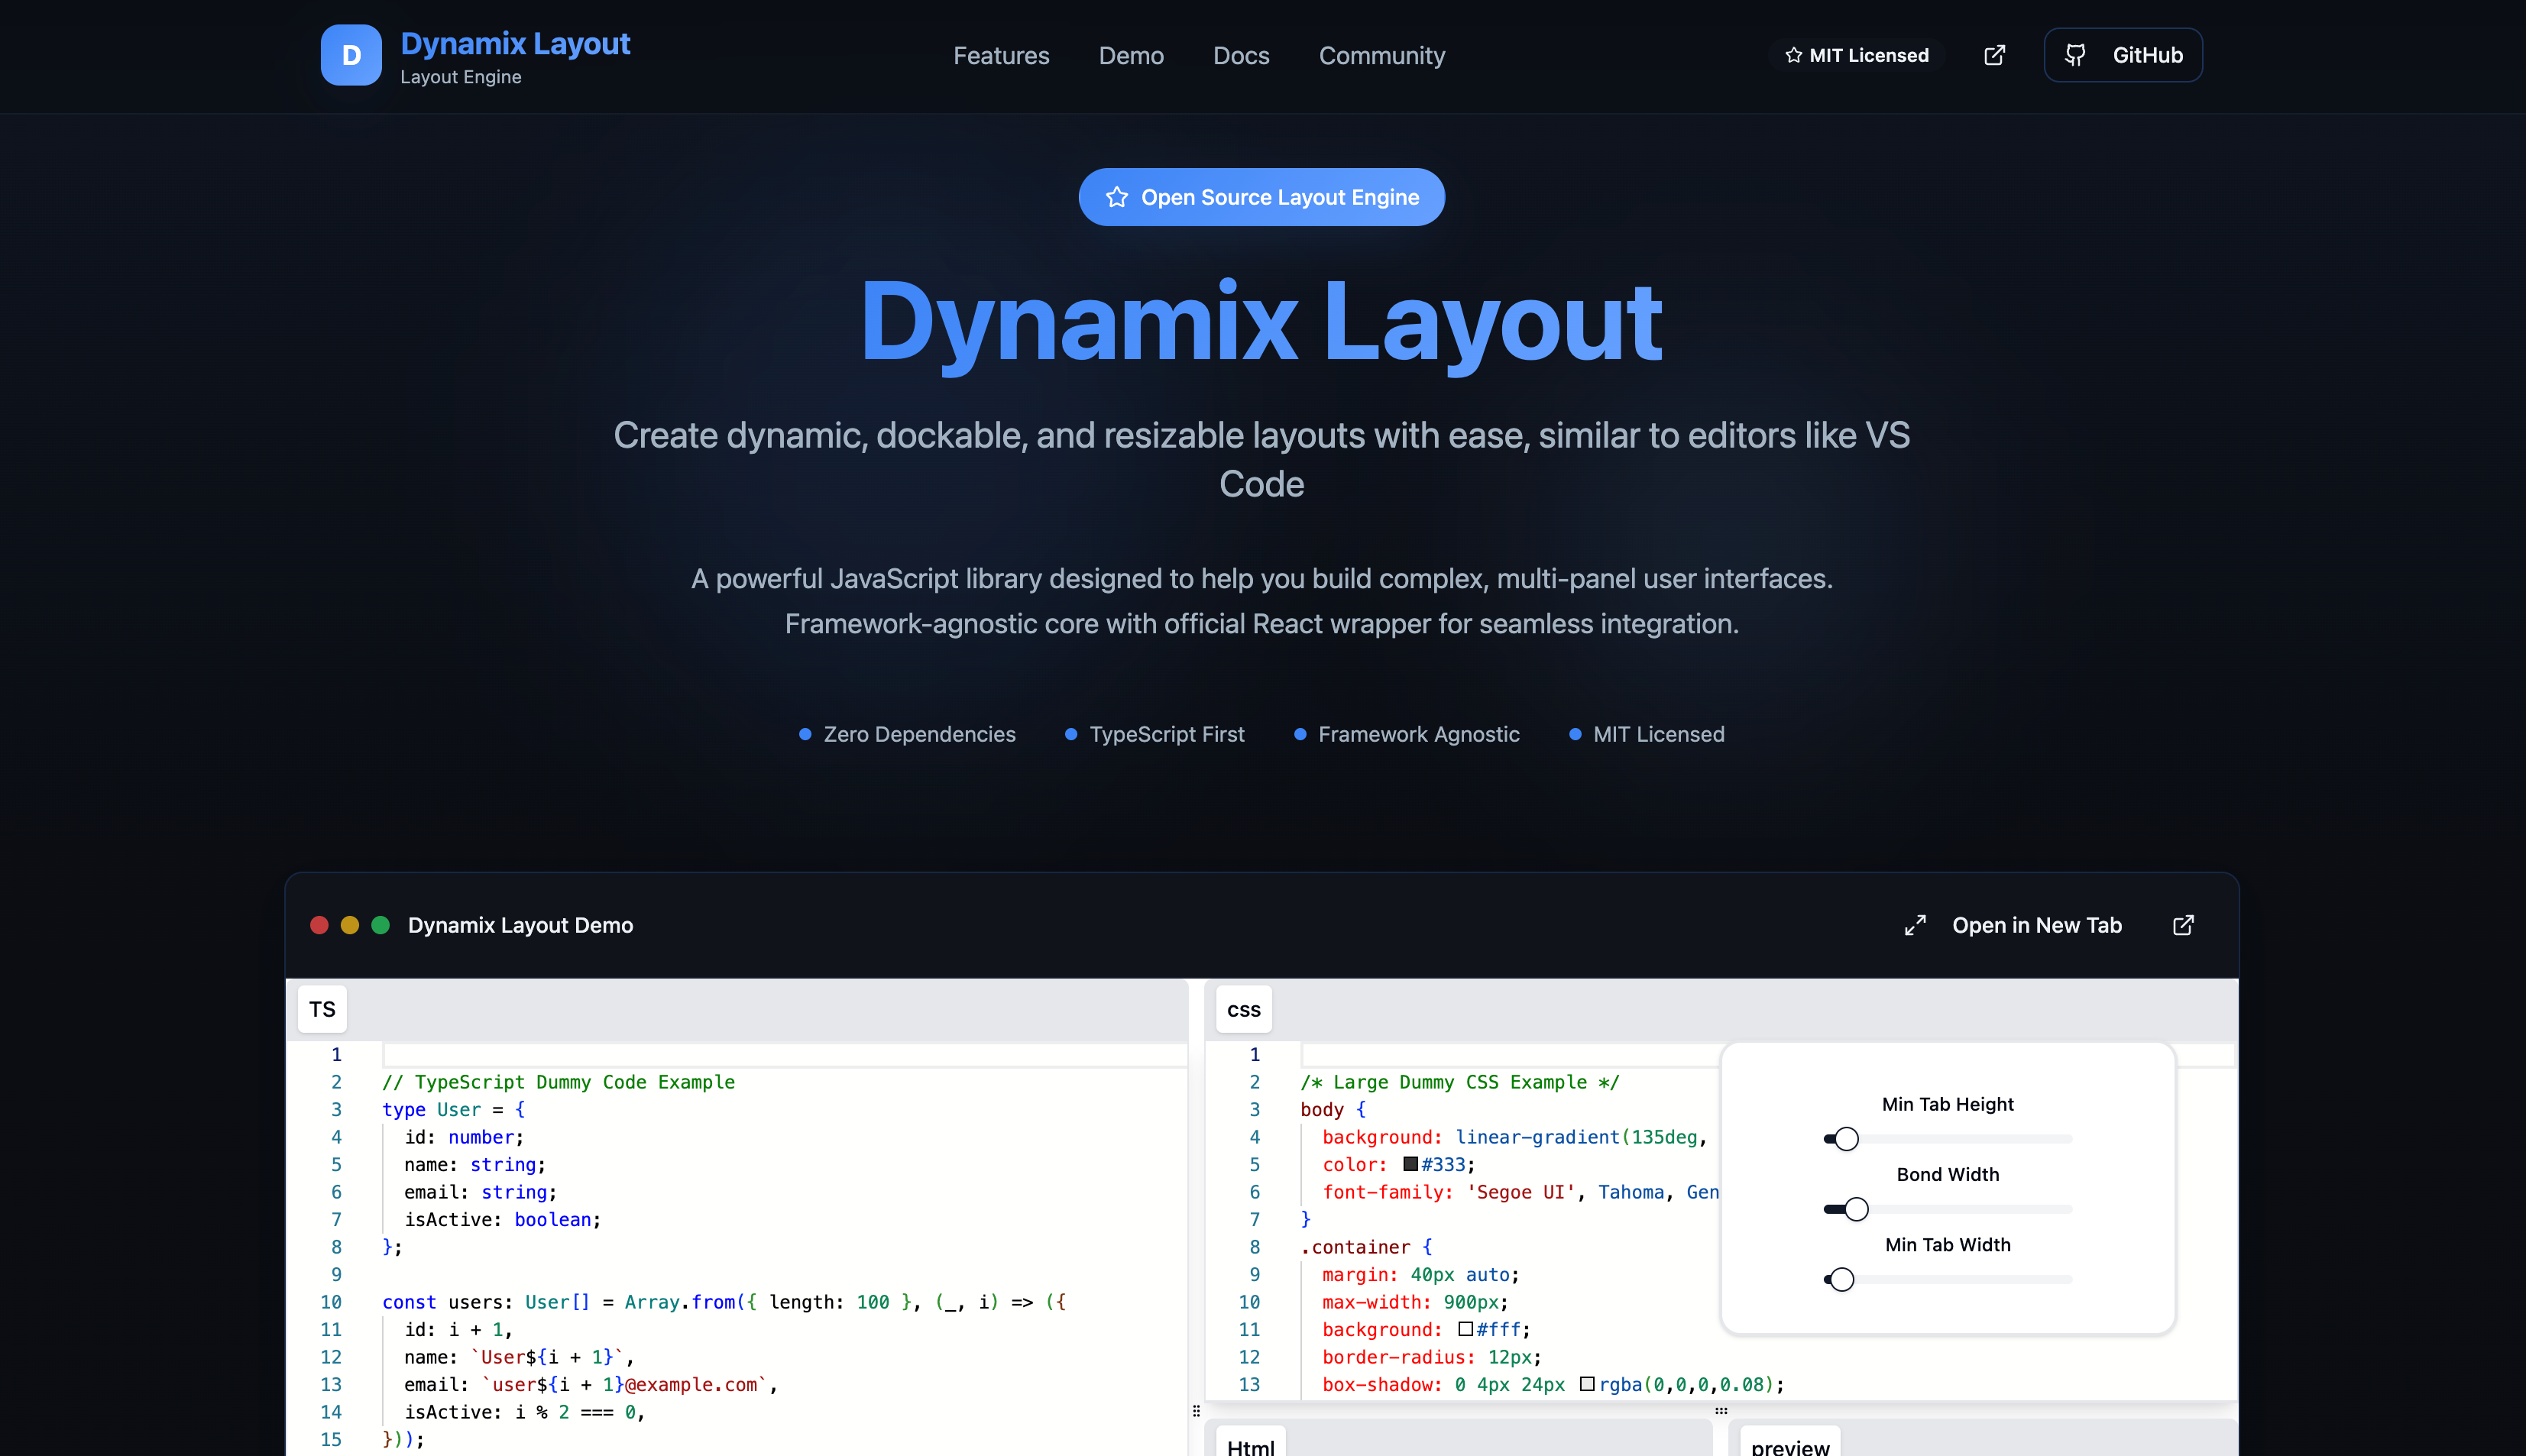 D
Dynamix Layout
Layout Engine
Features
Demo
Docs
Community
MIT Licensed
GitHub
Open Source Layout Engine
Dynamix Layout
Create dynamic, dockable, and resizable layouts with ease, similar to editors like VS
Code
A powerful JavaScript library designed to help you build complex, multi-panel user interfaces.
Framework-agnostic core with official React wrapper for seamless integration.
Zero Dependencies
TypeScript First
Framework Agnostic
MIT Licensed
Dynamix Layout Demo
Open in New Tab
TS
1
2 // TypeScript Dummy Code Example
3 type User = {
4   id: number;
5   name: string;
6   email: string;
7   isActive: boolean;
8 };
9
10 const users: User[] = Array.from({ length: 100 }, (_, i) => ({
11   id: i + 1,
12   name: `User${i + 1}`,
13   email: `user${i + 1}@example.com`,
14   isActive: i % 2 === 0,
15 }));
css
1
2 /* Large Dummy CSS Example */
3 body {
4   background: linear-gradient(135deg,
5   color: #333;
6   font-family: 'Segoe UI', Tahoma, Gen
7 }
8 .container {
9   margin: 40px auto;
10   max-width: 900px;
11   background: #fff;
12   border-radius: 12px;
13   box-shadow: 0 4px 24px rgba(0,0,0,0.08);
Min Tab Height
Bond Width
Min Tab Width
Html
preview